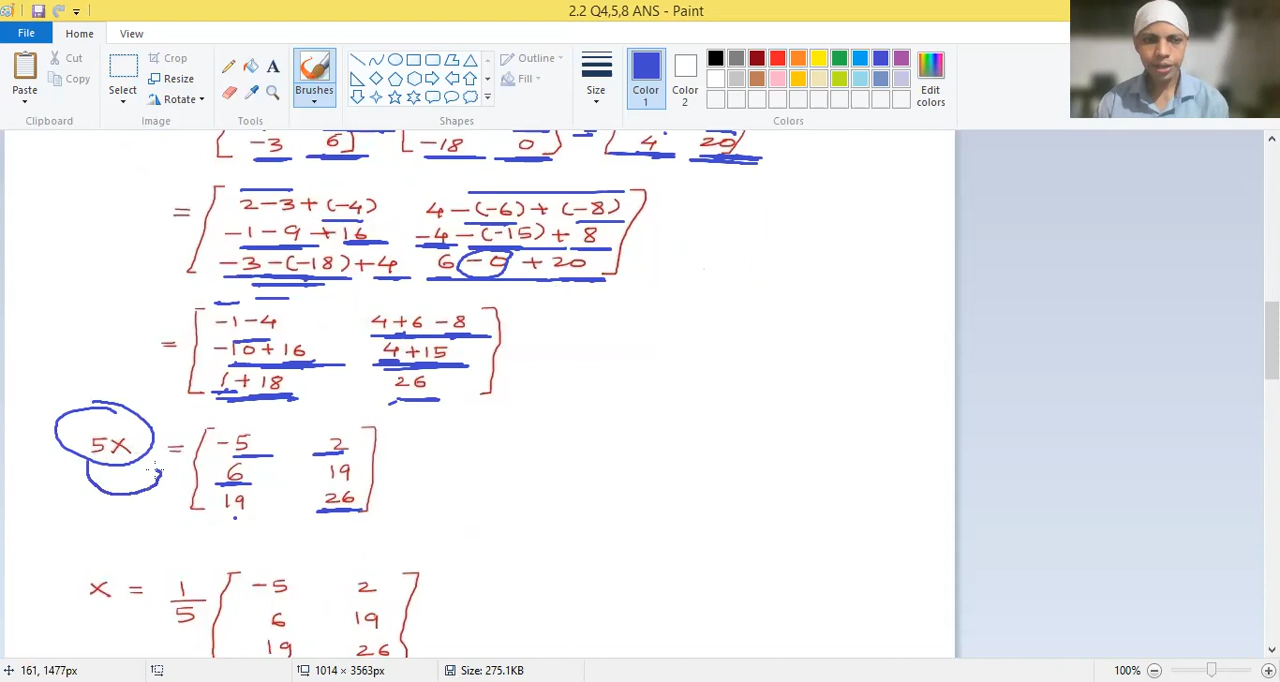 2.2 Q4,5,8 ANS - Paint
File Home View
Paste Cut Copy Select Crop Resize Rotate Brushes Outline Fill Size Color 1 Color 2 Edit colors
Clipboard Image Tools Shapes Colors
-3 6 -18 0 4 20
= 2-3+(-4) 4-(-6)+(-8)
-1-9+16 -4-(-15)+8
-3-(-18)+4 6-0+20
= -1-4 4+6-8
-10+16 4+15
1+18 26
5X = -5 2
6 19
19 26
X = 1/5 -5 2
6 19
19 26
161, 1477px 1014 × 3563px Size: 275.1KB 100%